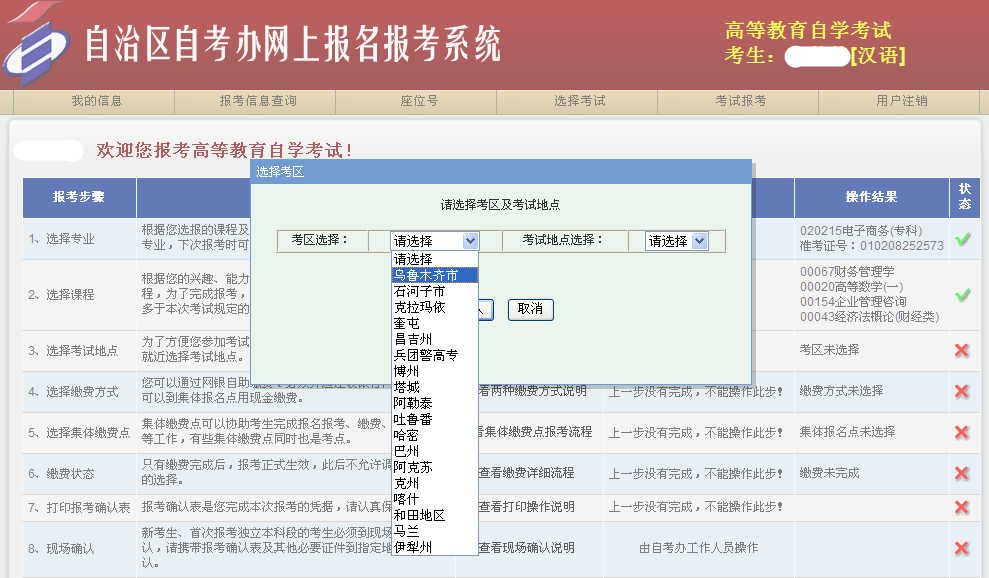 自治区自考办网上报名报考系统
高等教育自学考试
考生：
[汉语]
我的信息 报考信息查询 座位号 选择考试 考试报考 用户注销
欢迎您报考高等教育自学考试！
选择考区
请选择考区及考试地点
考区选择： 请选择 考试地点选择： 请选择
请选择
乌鲁木齐市
石河子市
克拉玛依
奎屯
昌吉州
兵团警高专
博州
塔城
阿勒泰
吐鲁番
哈密
巴州
阿克苏
克州
喀什
和田地区
马兰
伊犁州
取消
报考步骤 操作结果 状态
1、选择专业
根据您选报的课程及
专业，下次报考时可
020215电子商务(专科)
准考证号：010208252573
2、选择课程
根据您的兴趣、能力
程，为了完成报考，
多于本次考试规定的
00067财务管理学
00020高等数学(一)
00154企业管理咨询
00043经济法概论(财经类)
3、选择考试地点
为了方便您参加考试
就近选择考试地点。
考区未选择
4、选择缴费方式
您可以通过网银自助
可以到集体报名点用现金缴费。
看两种缴费方式说明
上一步没有完成，不能操作此步！
缴费方式未选择
5、选择集体缴费点
集体缴费点可以协助考生完成报名报考、缴费、
等工作，有些集体缴费点同时也是考点。
看集体缴费点报考流程
上一步没有完成，不能操作此步！
集体报名点未选择
6、缴费状态
只有缴费完成后，报考正式生效，此后不允许调
的选择。
查看缴费详细流程
上一步没有完成，不能操作此步！
缴费未完成
7、打印报考确认表
报考确认表是您完成本次报考的凭据，请认真保
查看打印操作说明
上一步没有完成，不能操作此步！
8、现场确认
新考生、首次报考独立本科段的考生必须到现场
认，请携带报考确认表及其他必要证件到指定地
认。
查看现场确认说明
由自考办工作人员操作